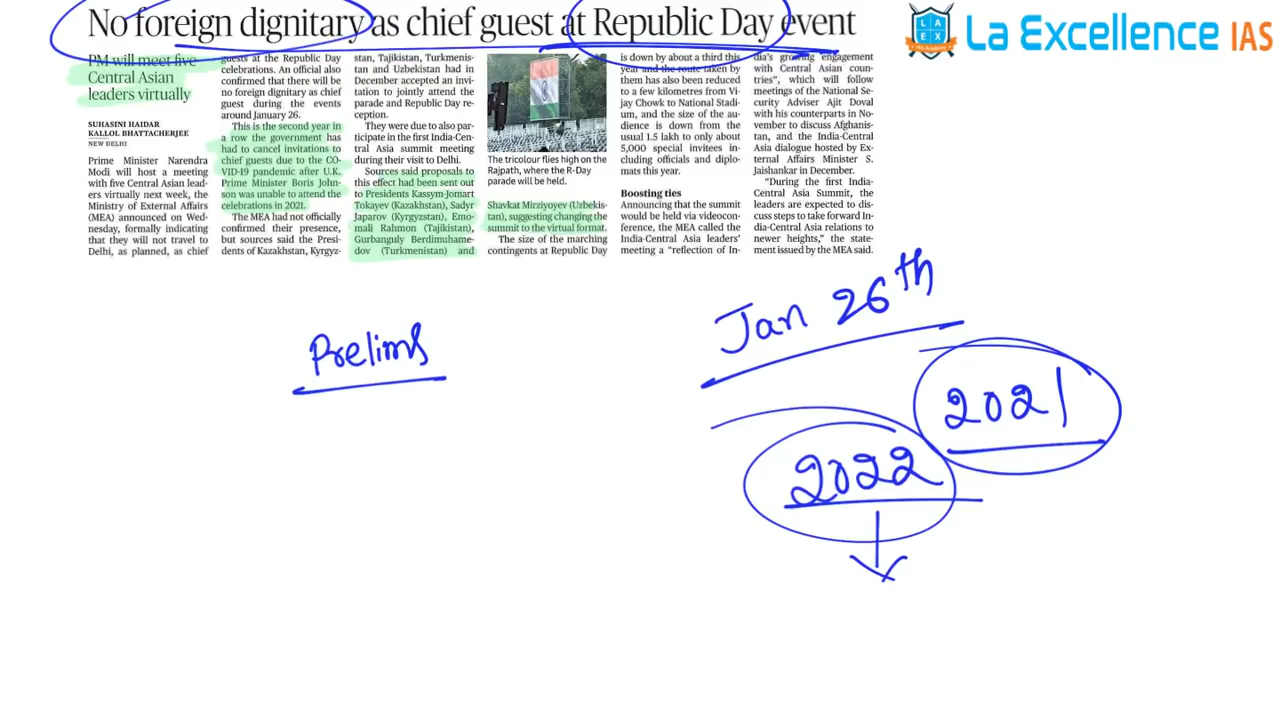 No foreign dignitary as chief guest at Republic Day event
La Excellence IAS
LA
EX
IAS Academy
PM will meet five
Central Asian
leaders virtually
SUHASINI HAIDAR
KALLOL BHATTACHERJEE
NEW DELHI
Prime Minister Narendra
Modi will host a meeting
with five Central Asian lead-
ers virtually next week, the
Ministry of External Affairs
(MEA) announced on Wed-
nesday, formally indicating
that they will not travel to
Delhi, as planned, as chief
guests at the Republic Day
celebrations. An official also
confirmed that there will be
no foreign dignitary as chief
guest during the events
around January 26.
This is the second year in
a row the government has
had to cancel invitations to
chief guests due to the CO-
VID-19 pandemic after U.K.
Prime Minister Boris John-
son was unable to attend the
celebrations in 2021.
The MEA had not officially
confirmed their presence,
but sources said the Presi-
dents of Kazakhstan, Kyrgyz-
stan, Tajikistan, Turkmenis-
tan and Uzbekistan had in
December accepted an invi-
tation to jointly attend the
parade and Republic Day re-
ception.
They were due to also par-
ticipate in the first India-Cen-
tral Asia summit meeting
during their visit to Delhi.
Sources said proposals to
this effect had been sent out
to Presidents Kassym-Jomart
Tokayev (Kazakhstan), Sadyr
Japarov (Kyrgyzstan), Emo-
mali Rahmon (Tajikistan),
Gurbanguly Berdimuhame-
dov (Turkmenistan) and
The tricolour flies high on the
Rajpath, where the R-Day
parade will be held.
Shavkat Mirziyoyev (Uzbekis-
tan), suggesting changing the
summit to the virtual format.
The size of the marching
contingents at Republic Day
is down by about a third this
year and the route taken by
them has also been reduced
to a few kilometres from Vi-
jay Chowk to National Stadi-
um, and the size of the au-
dience is down from the
usual 1.5 lakh to only about
5,000 special invitees in-
cluding officials and diplo-
mats this year.
Boosting ties
Announcing that the summit
would be held via videocon-
ference, the MEA called the
India-Central Asia leaders'
meeting a "reflection of In-
dia's growing engagement
with Central Asian coun-
tries", which will follow
meetings of the National Se-
curity Adviser Ajit Doval
with his counterparts in No-
vember to discuss Afghanis-
tan, and the India-Central
Asia dialogue hosted by Ex-
ternal Affairs Minister S.
Jaishankar in December.
"During the first India-
Central Asia Summit, the
leaders are expected to dis-
cuss steps to take forward In-
dia-Central Asia relations to
newer heights," the state-
ment issued by the MEA said.
Jan 26th
Prelims
2021
2022